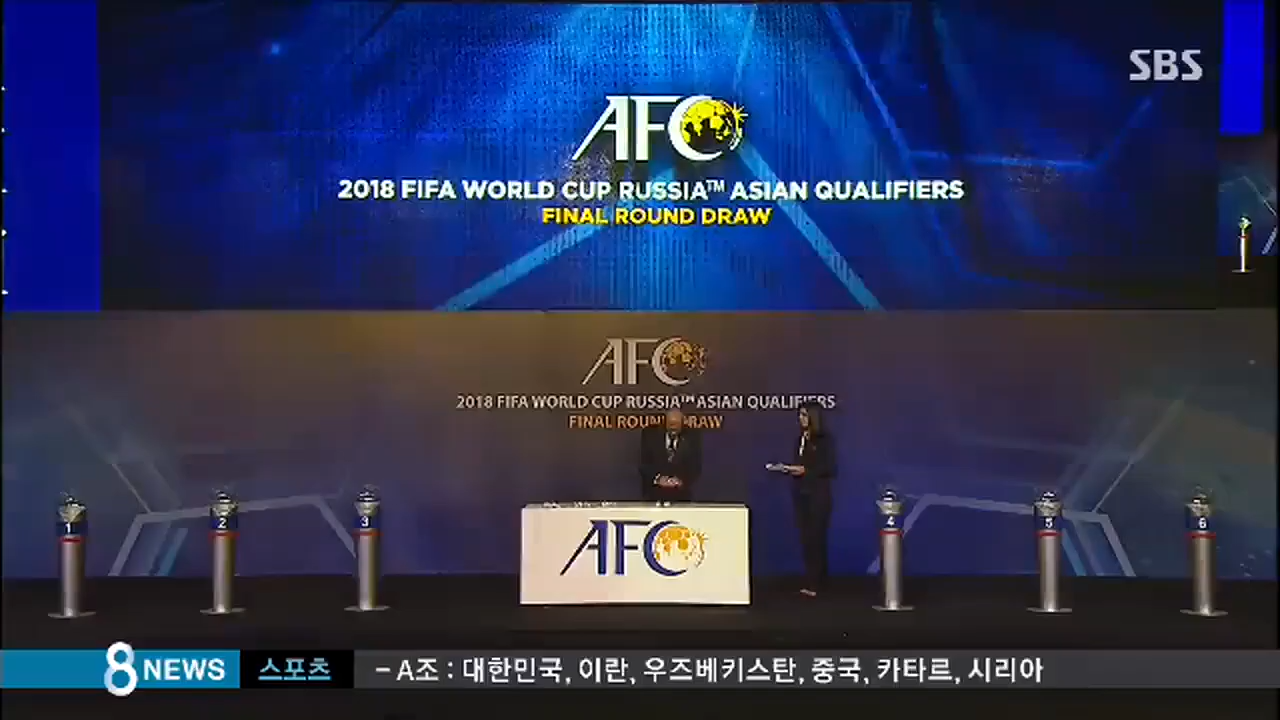 SBS
AFC
2018 FIFA WORLD CUP RUSSIA™ ASIAN QUALIFIERS
FINAL ROUND DRAW
AFC
2018 FIFA WORLD CUP RUSSIA™ ASIAN QUALIFIERS
FINAL ROUND DRAW
1 2 3 4 5 6
AFC
8 NEWS 스포츠 - A조 : 대한민국, 이란, 우즈베키스탄, 중국, 카타르, 시리아